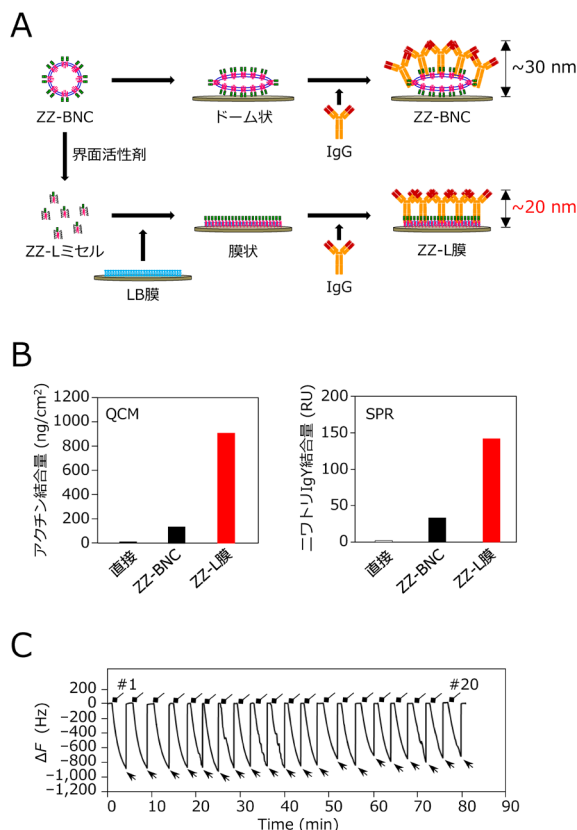 A
ZZ-BNC
ドーム状
IgG
ZZ-BNC
~30 nm
界面活性剤
ZZ-Lミセル
LB膜
膜状
IgG
ZZ-L膜
~20 nm
B
アクチン結合量 (ng/cm²)
1200
1000
800
600
400
200
0
QCM
直接
ZZ-BNC
ZZ-L膜
ニワトリIgY結合量 (RU)
200
150
100
50
0
SPR
直接
ZZ-BNC
ZZ-L膜
C
ΔF (Hz)
200
0
−200
−400
−600
−800
−1,000
−1,200
#1
#20
0 10 20 30 40 50 60 70 80 90
Time (min)